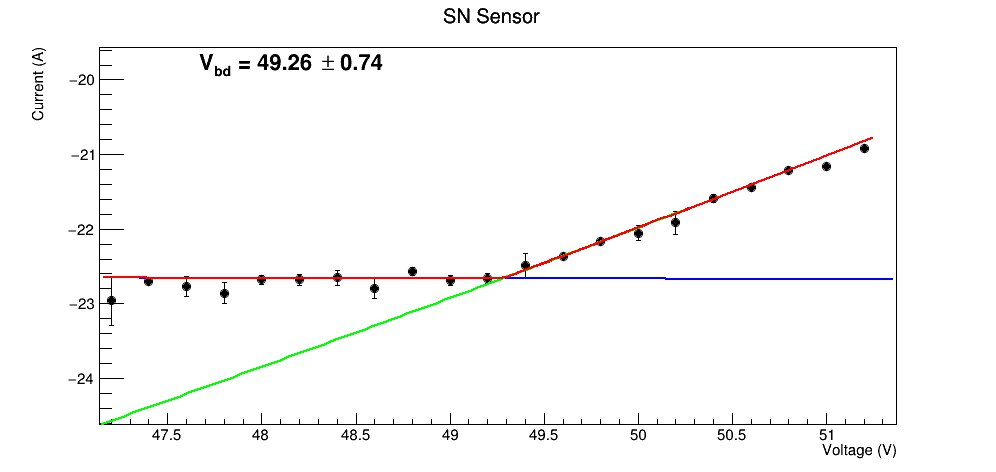 SN Sensor
V_bd = 49.26 ± 0.74
Current (A)
−20
−21
−22
−23
−24
47.5 48 48.5 49 49.5 50 50.5 51
Voltage (V)